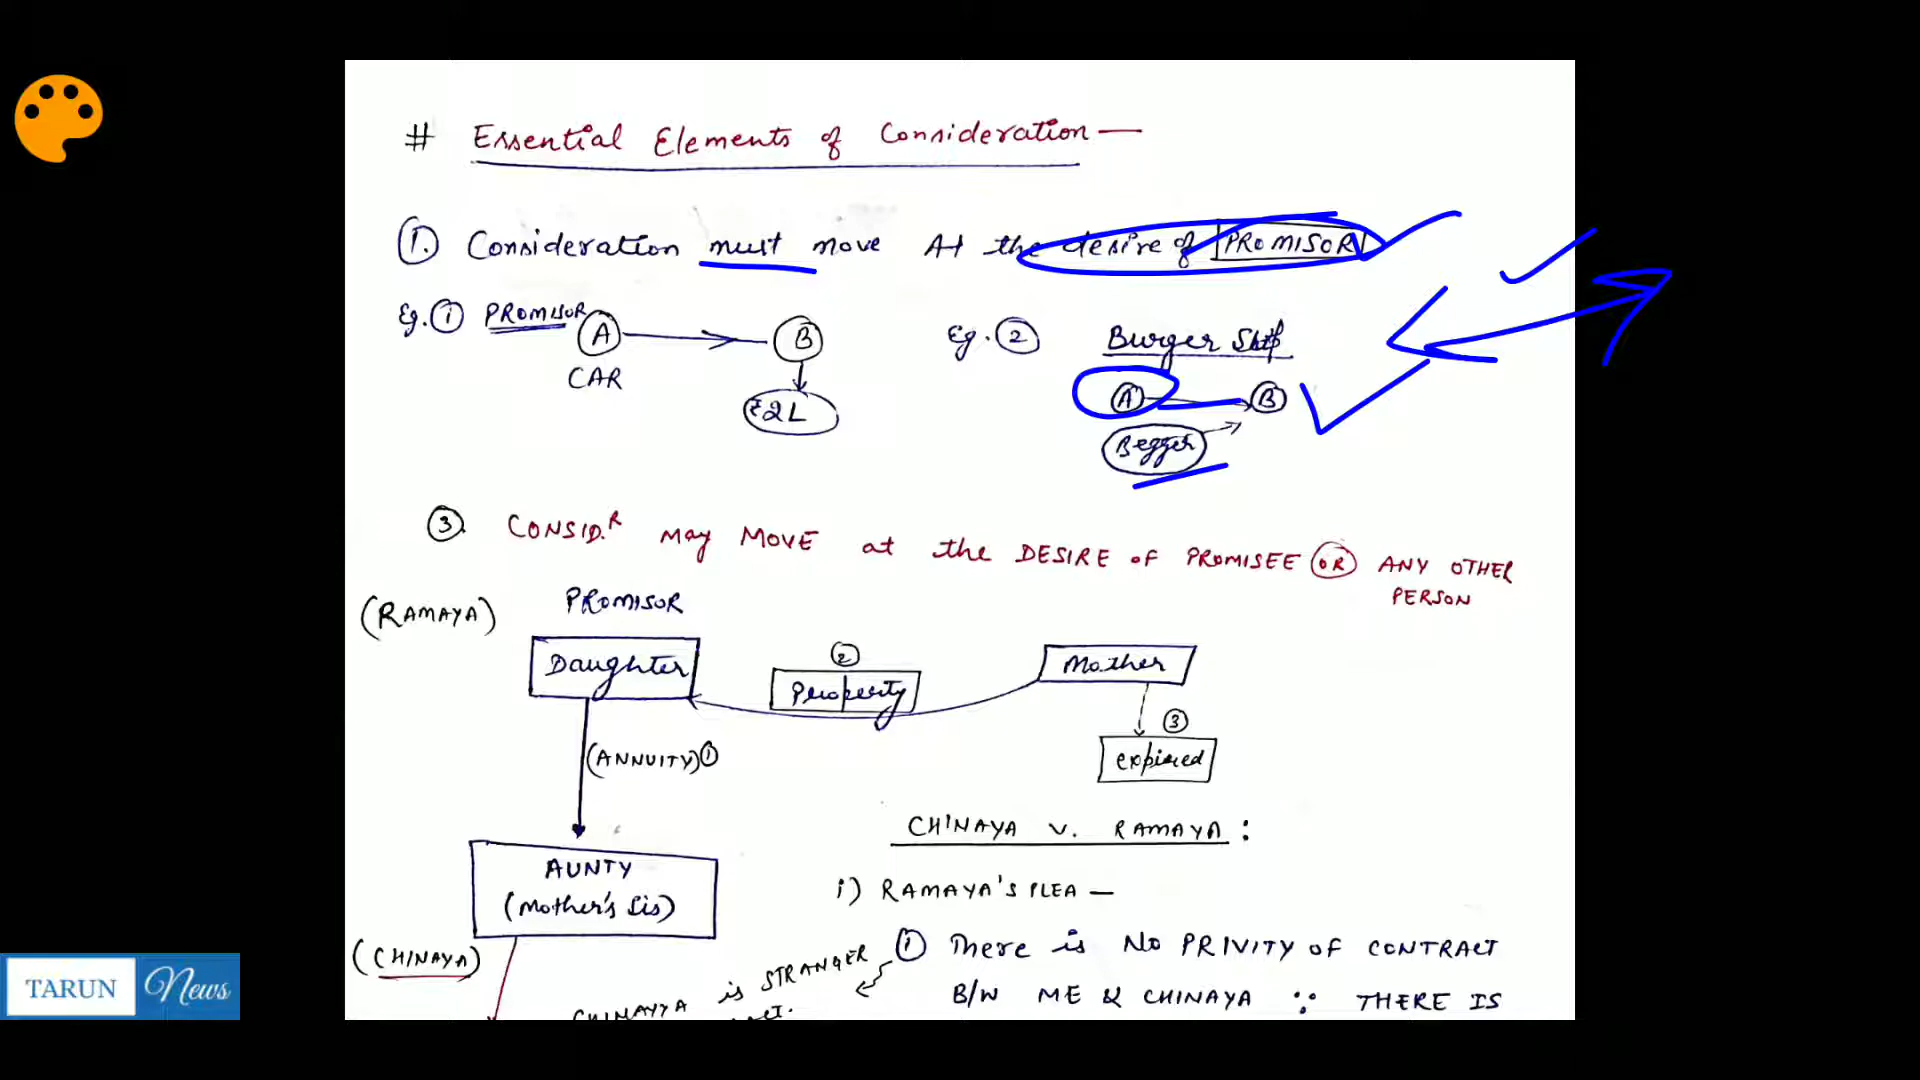 # Essential Elements of Consideration —
1. Consideration must move At the desire of PROMISOR
Eg. 1 PROMISOR A B
CAR
₹2L
Eg. 2 Burger
A B
Begger
3. CONSID.R may MOVE at the DESIRE OF PROMISEE OR ANY OTHER
PERSON
(RAMAYA) PROMISOR
Daughter
2
Property
Mother
3
expired
(ANNUITY) 1
AUNTY
(Mother's Sis)
(CHINAYA)
CHINAYA V. RAMAYA :
i) RAMAYA'S PLEA —
1 There is NO PRIVITY OF CONTRACT
B/W ME & CHINAYA ∵ THERE IS
CHINAYYA is STRANGER
TARUN News